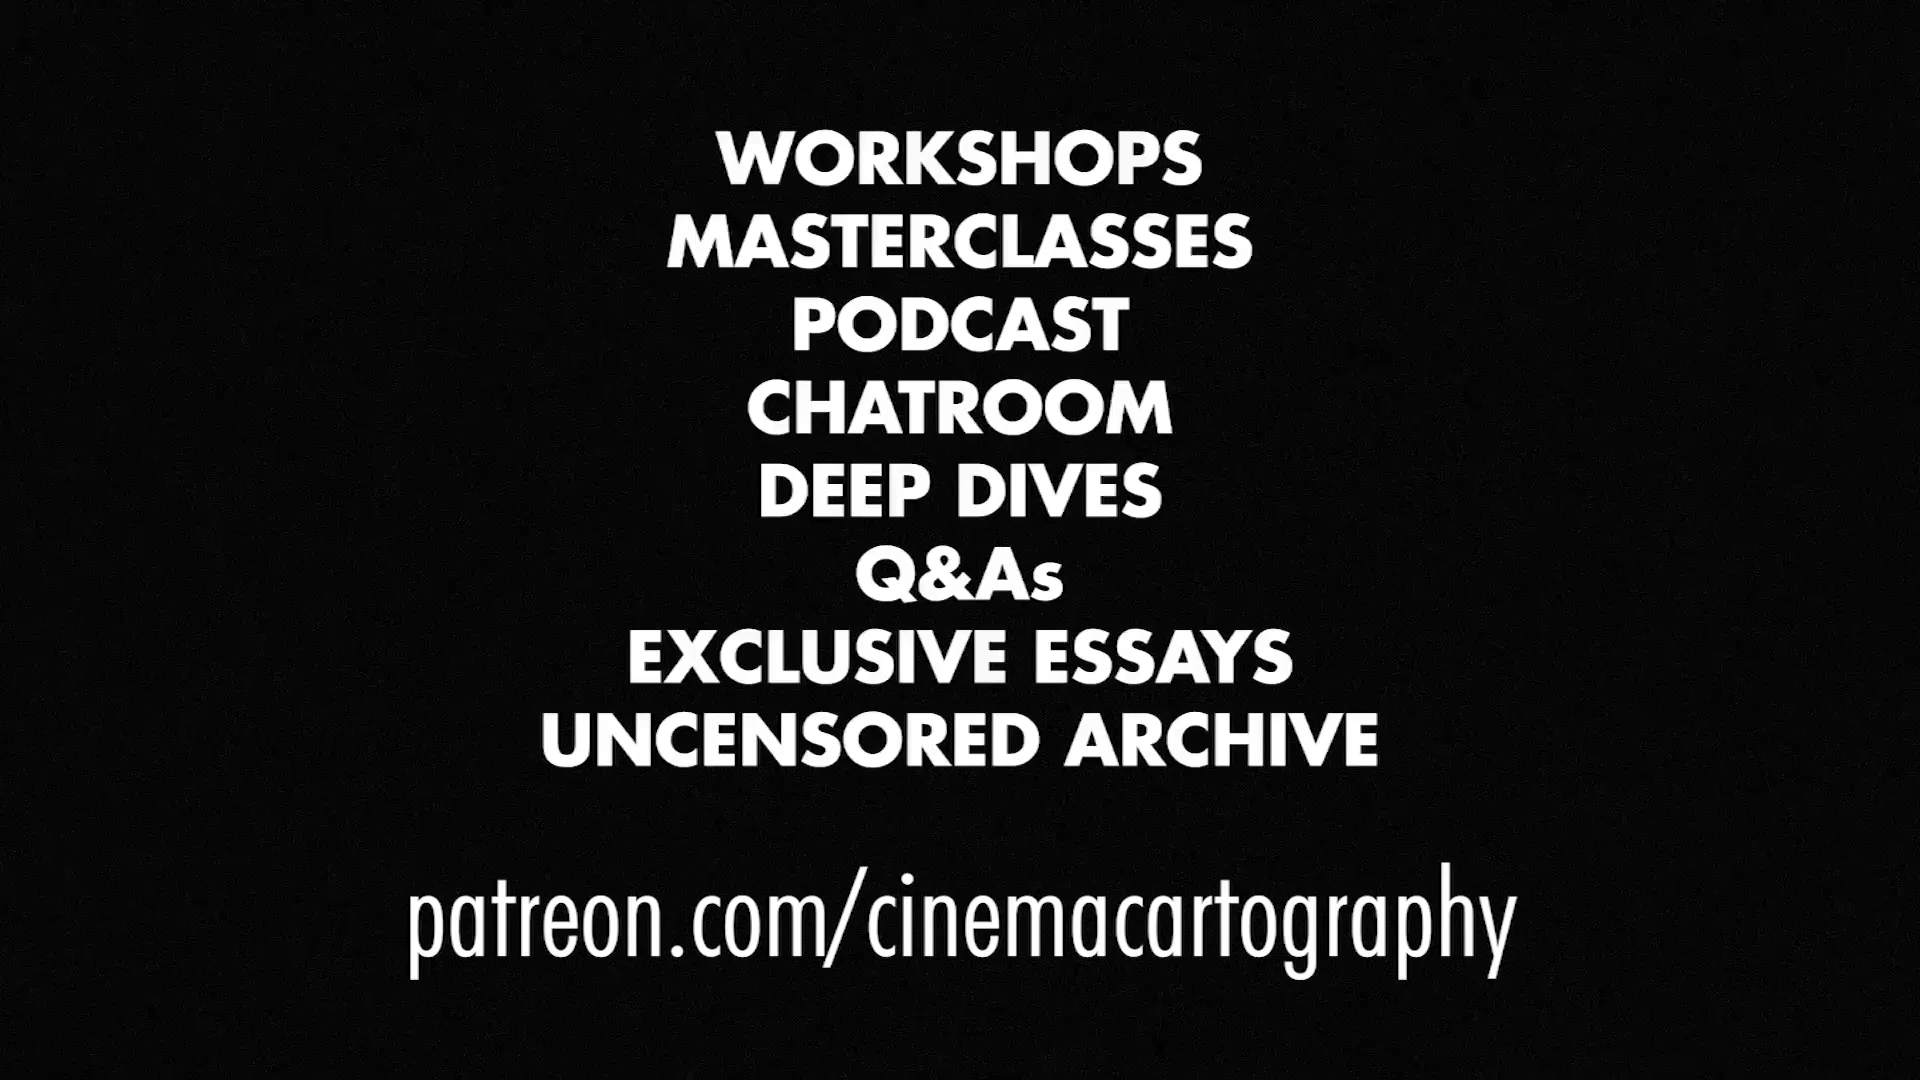 WORKSHOPS
MASTERCLASSES
PODCAST
CHATROOM
DEEP DIVES
Q&As
EXCLUSIVE ESSAYS
UNCENSORED ARCHIVE
patreon.com/cinemacartography